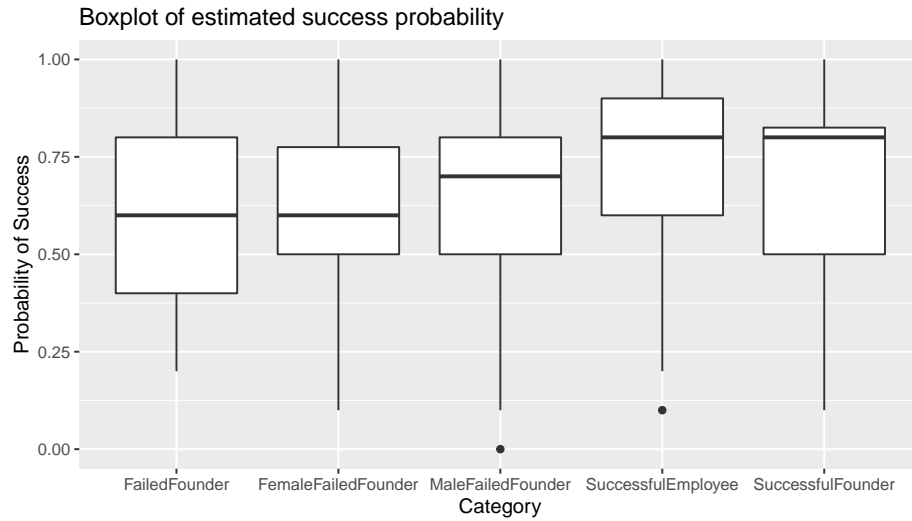 Boxplot of estimated success probability
1.00
0.75
0.50
0.25
0.00
Probability of Success
FailedFounder FemaleFailedFounder MaleFailedFounder SuccessfulEmployee SuccessfulFounder
Category